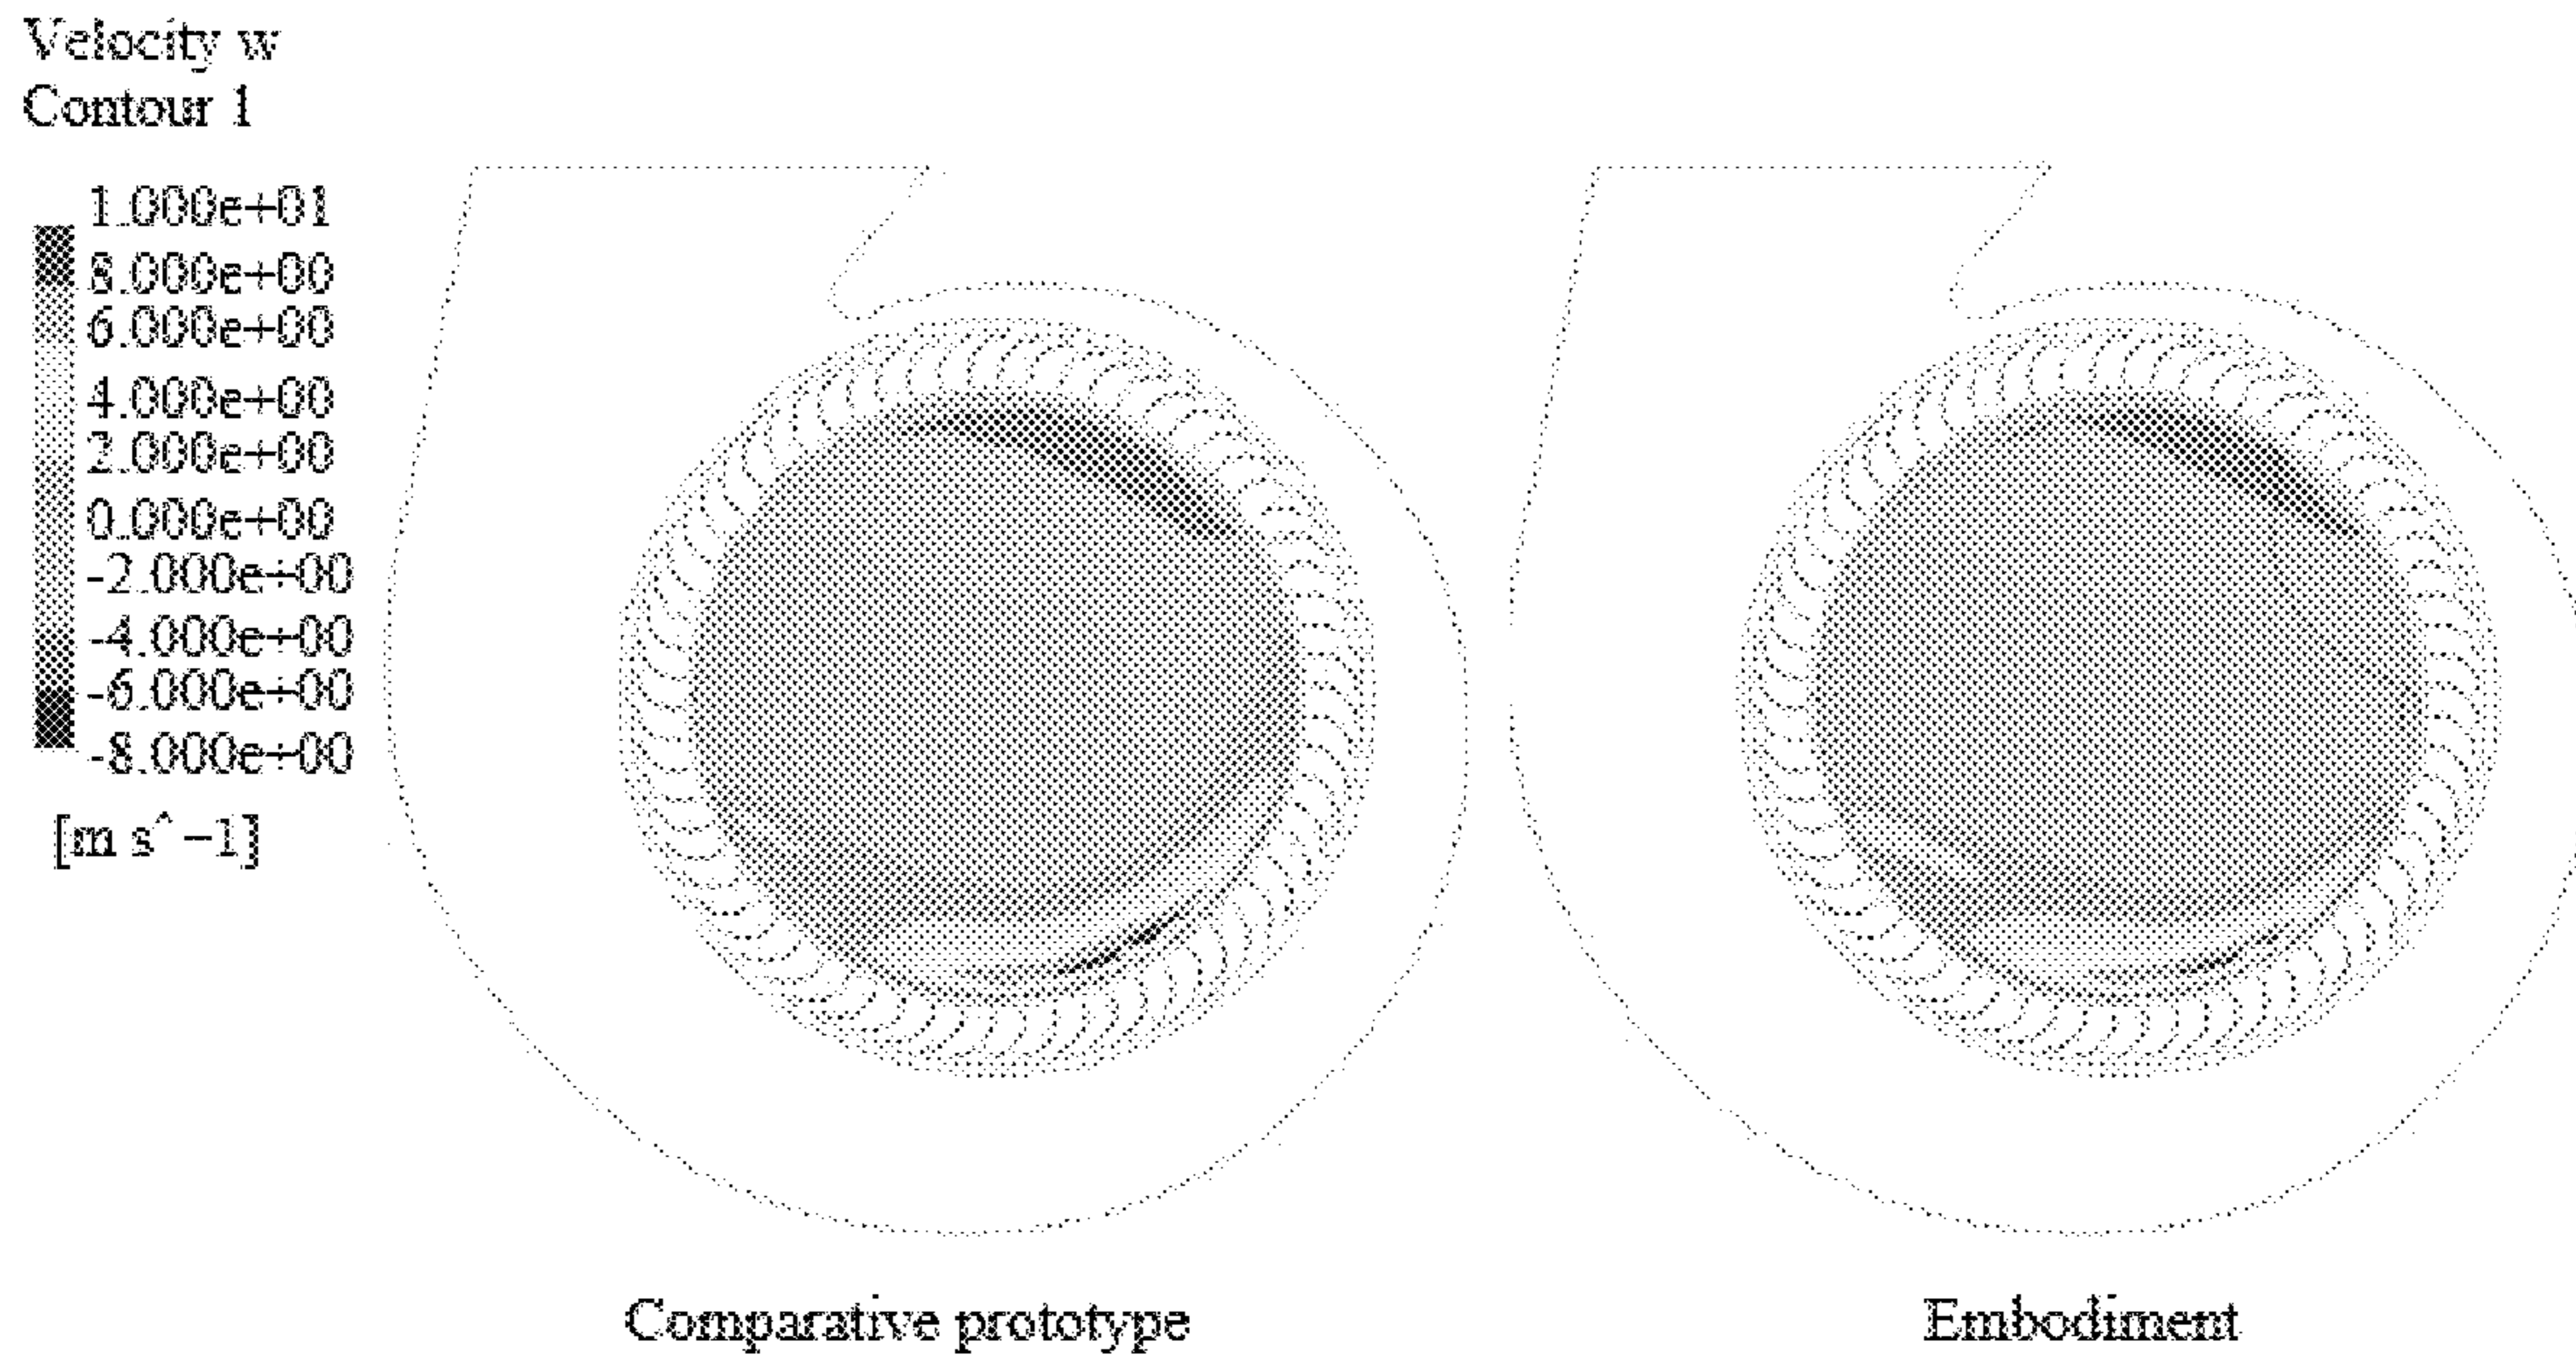 Velocity w
Contour 1
1.000e+01
8.000e+00
6.000e+00
4.000e+00
2.000e+00
0.000e+00
-2.000e+00
-4.000e+00
-6.000e+00
-8.000e+00
[m s^ -1]
Comparative prototype
Embodiment